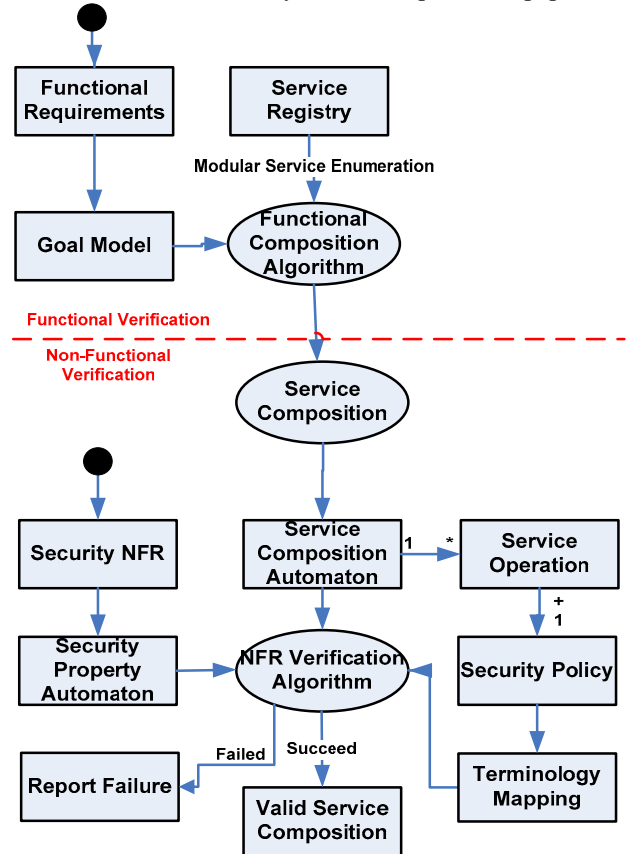 Functional
Requirements
Service
Registry
Modular Service Enumeration
Goal Model
Functional
Composition
Algorithm
Functional Verification
Non-Functional
Verification
Service
Composition
Security NFR
Service
Composition
Automaton
1
*
Service
Operation
+
1
Security
Property
Automaton
NFR Verification
Algorithm
Security Policy
Failed
Succeed
Report Failure
Valid Service
Composition
Terminology
Mapping